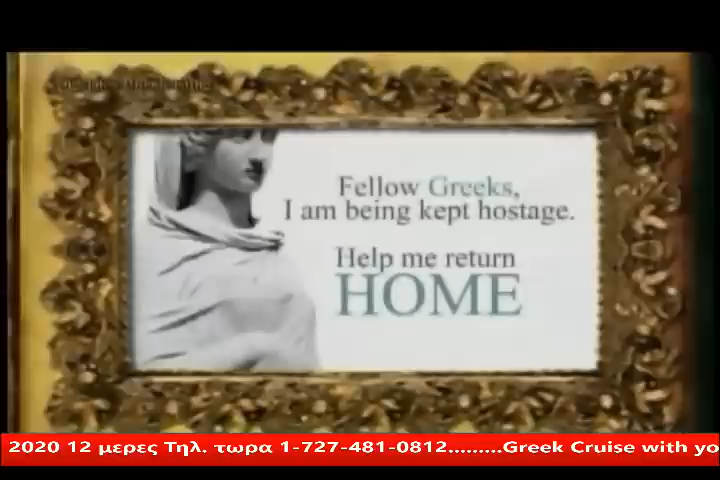 Fellow Greeks,
I am being kept hostage.
Help me return
HOME
2020 12 μερες Τηλ. τωρα 1-727-481-0812.........Greek Cruise with yo